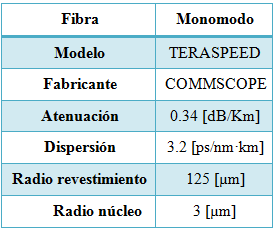 Fibra Monomodo
Modelo TERASPEED
Fabricante COMMSCOPE
Atenuación 0.34 [dB/Km]
Dispersión 3.2 [ps/nm·km]
Radio revestimiento 125 [µm]
Radio núcleo 3 [µm]